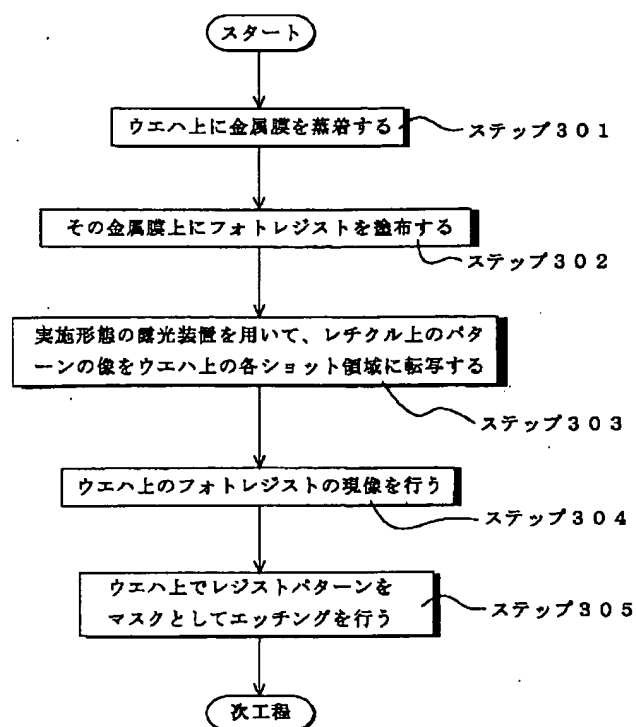 スタート
ウエハ上に金属膜を蒸着する
ステップ301
その金属膜上にフォトレジストを塗布する
ステップ302
実施形態の露光装置を用いて、レチクル上のパタ
ーンの像をウエハ上の各ショット領域に転写する
ステップ303
ウエハ上のフォトレジストの現像を行う
ステップ304
ウエハ上でレジストパターンを
マスクとしてエッチングを行う
ステップ305
次工程